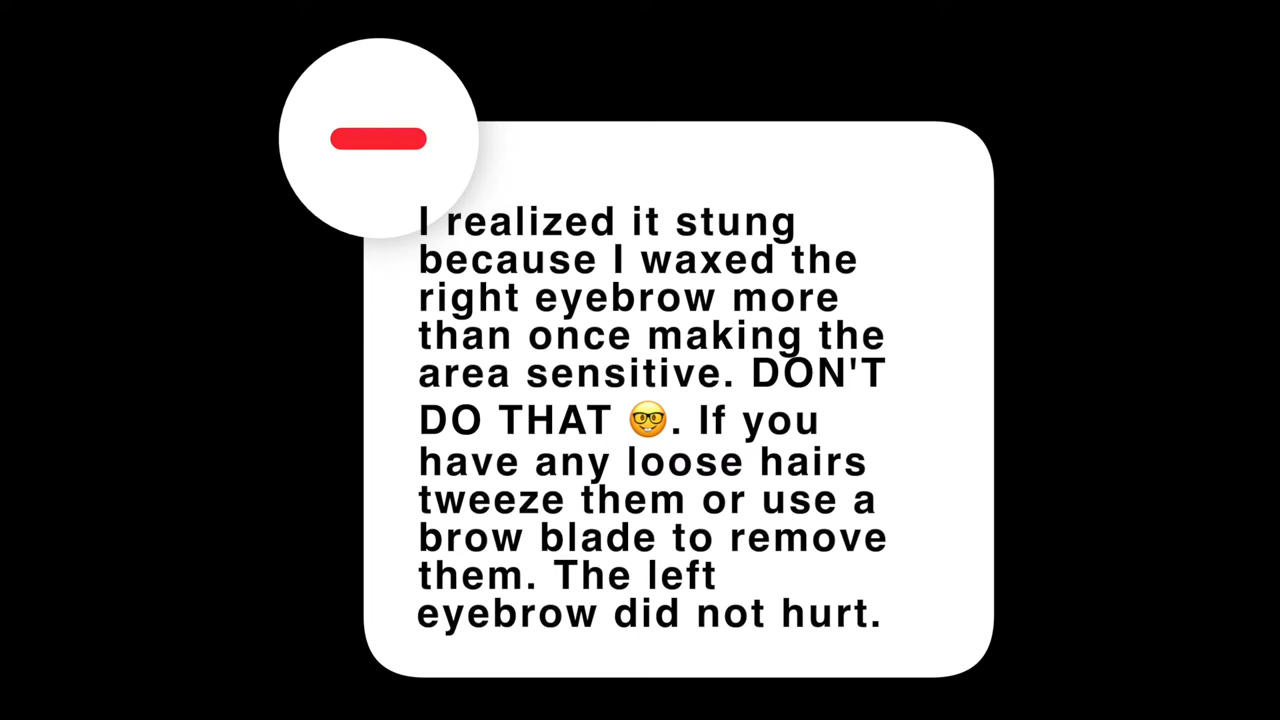 I realized it stung
because I waxed the
right eyebrow more
than once making the
area sensitive. DON'T
DO THAT 🤓. If you
have any loose hairs
tweeze them or use a
brow blade to remove
them. The left
eyebrow did not hurt.